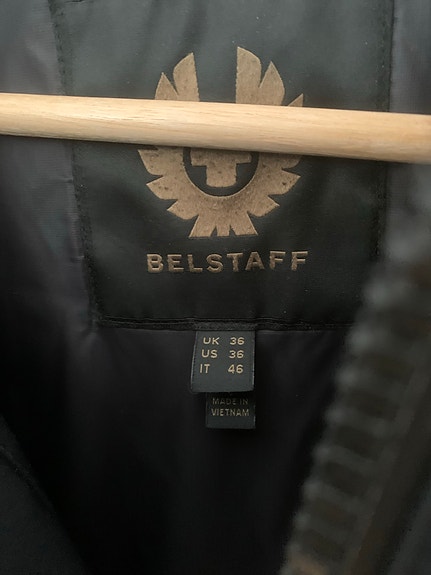 BELSTAFF
UK 36
US 36
IT 46
MADE IN
VIETNAM